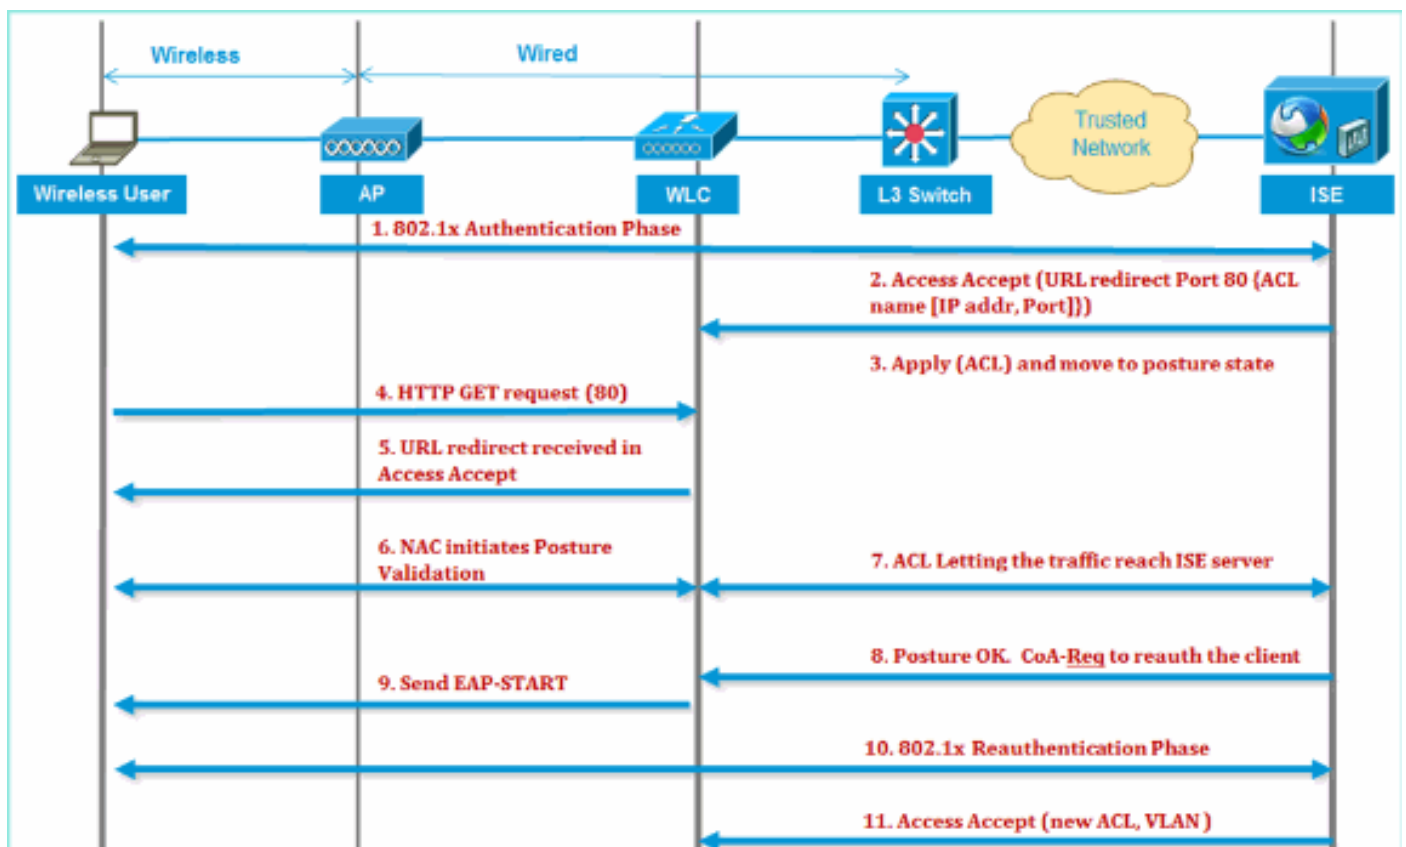 Wireless
Wired
Trusted
Network
Wireless User
AP
WLC
L3 Switch
ISE
1. 802.1x Authentication Phase
2. Access Accept (URL redirect Port 80 (ACL
name [IP addr, Port]))
3. Apply (ACL) and move to posture state
4. HTTP GET request (80)
5. URL redirect received in
Access Accept
6. NAC initiates Posture
Validation
7. ACL Letting the traffic reach ISE server
8. Posture OK. CoA-Req to reauth the client
9. Send EAP-START
10. 802.1x Reauthentication Phase
11. Access Accept (new ACL, VLAN )